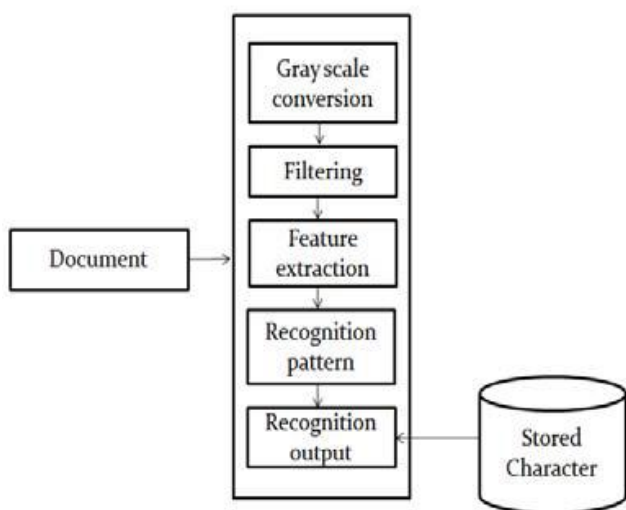 Gray scale
conversion
Filtering
Document
Feature
extraction
Recognition
pattern
Recognition
output
Stored
Character